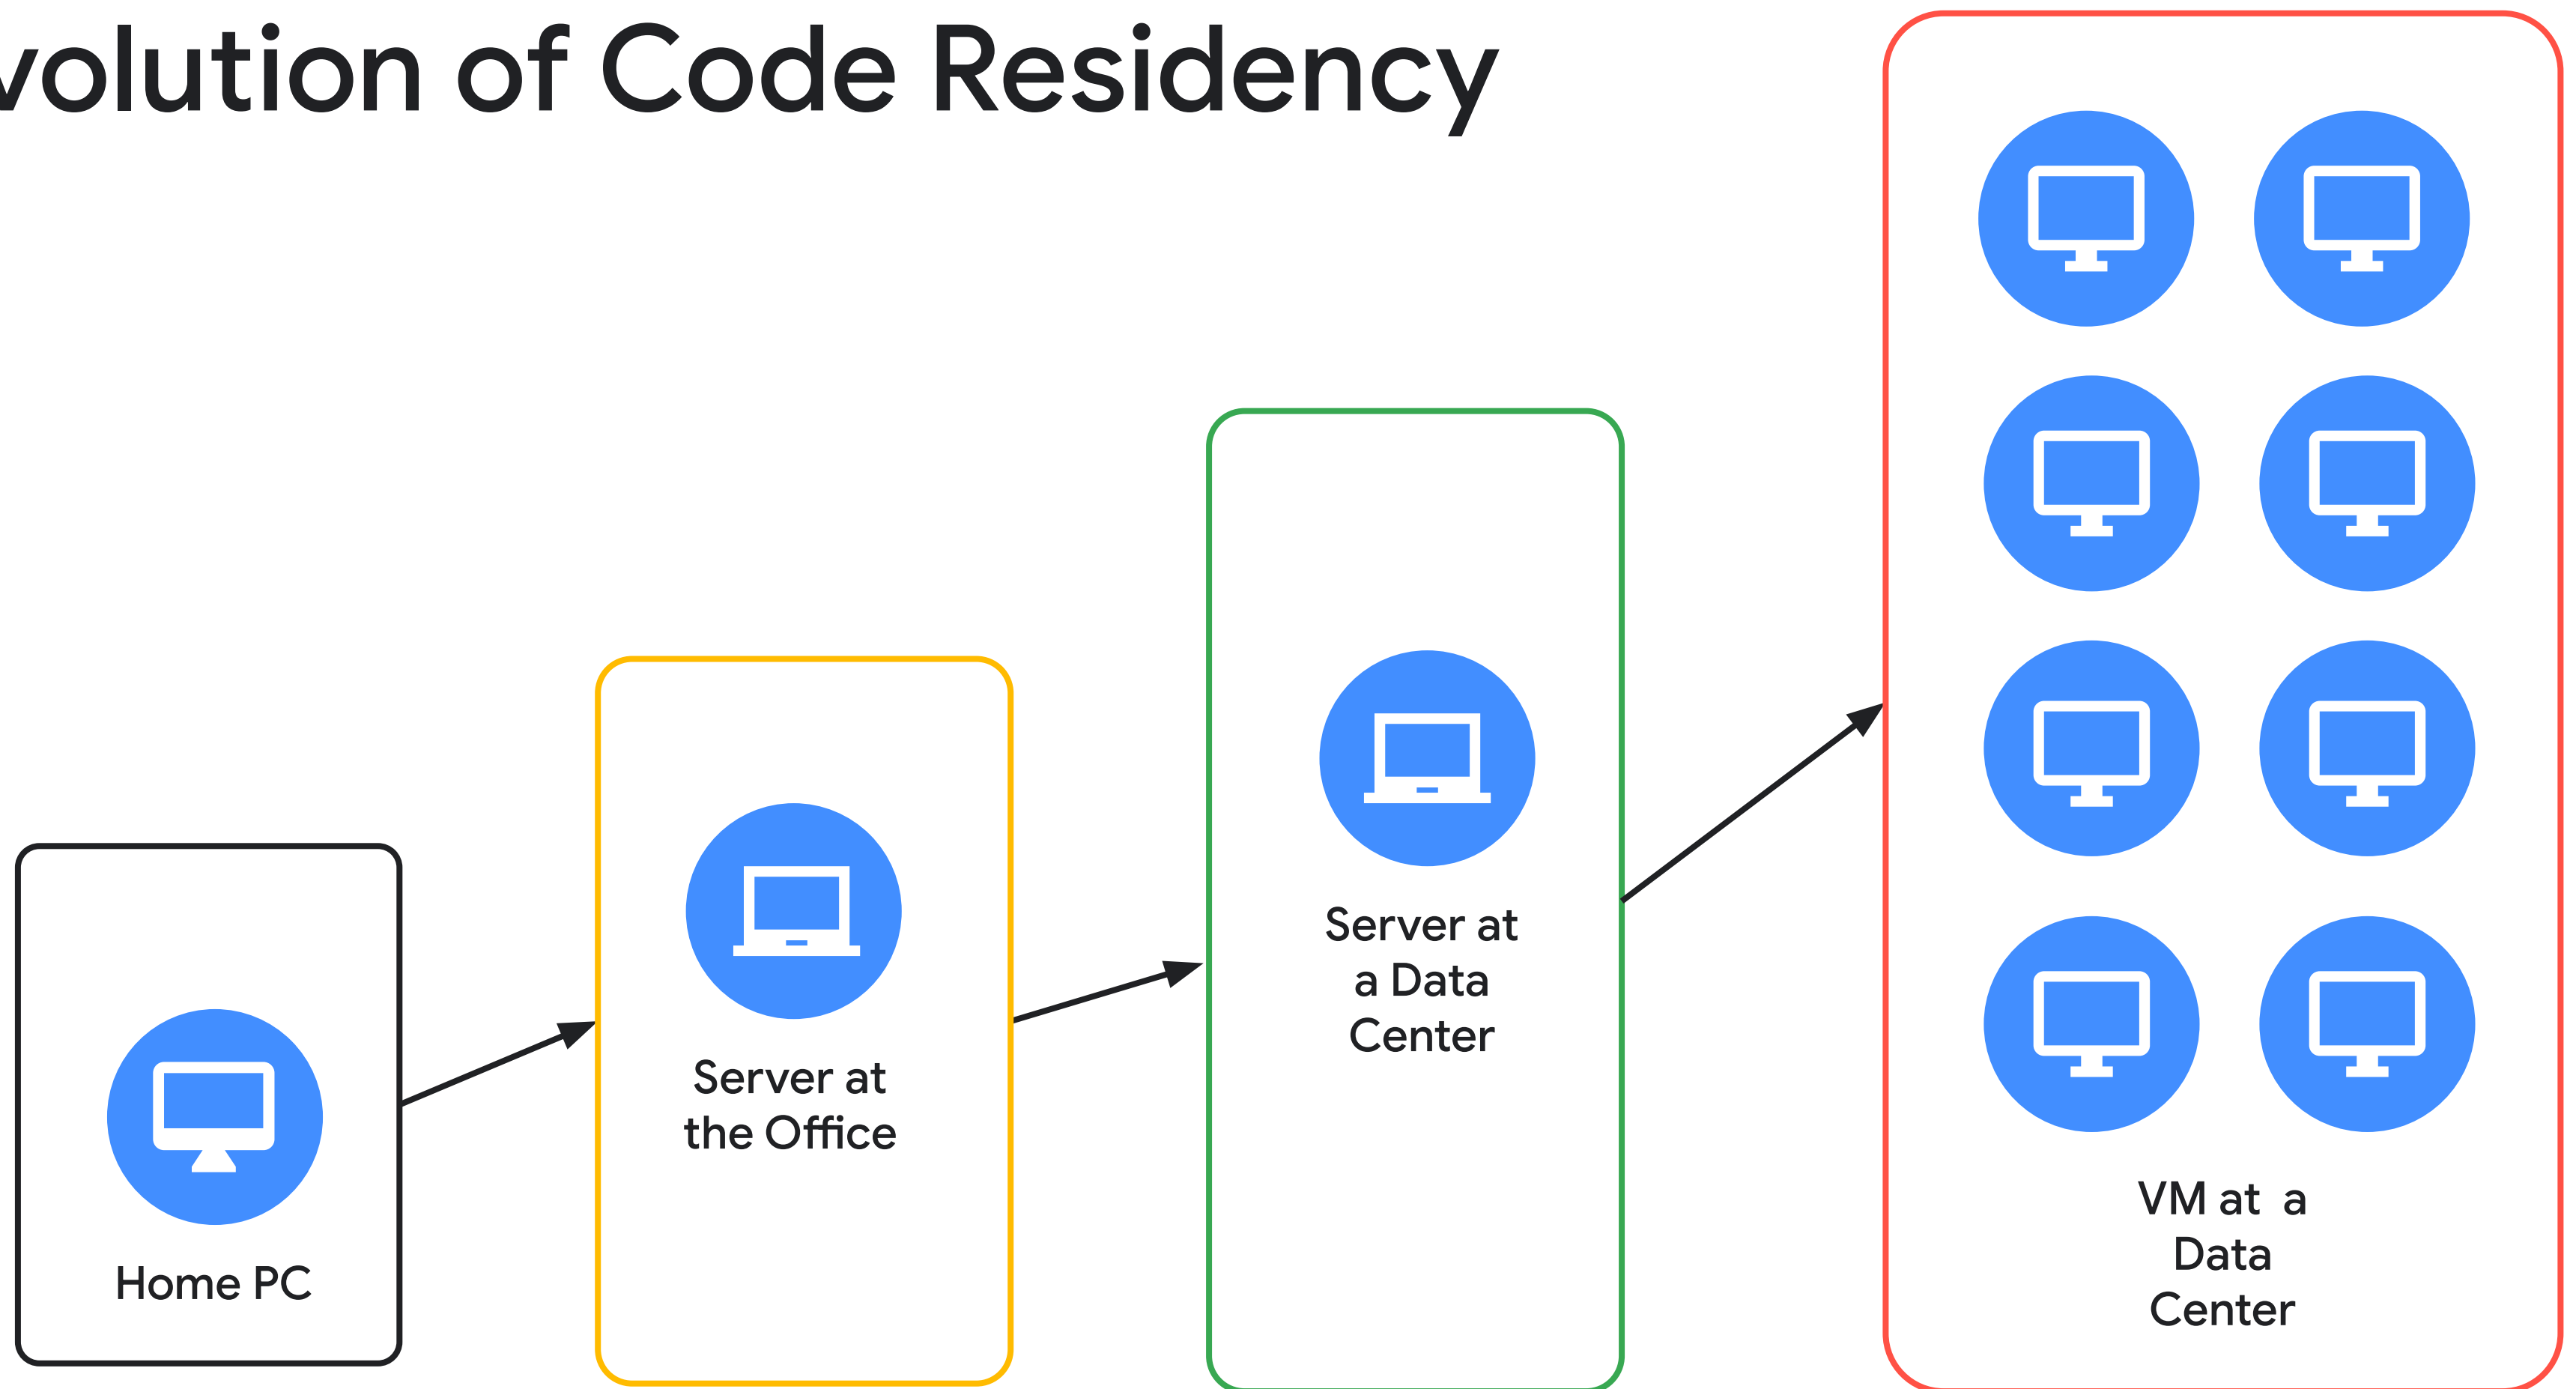 volution of Code Residency
Home PC
Server at
the Office
Server at
a Data
Center
VM at  a
Data
Center